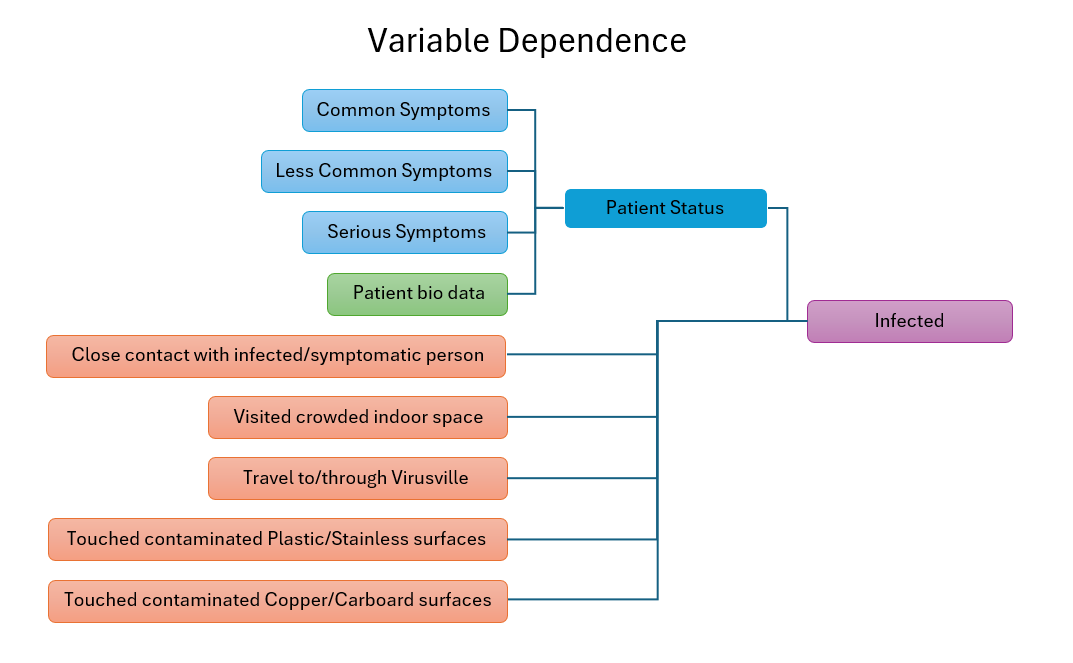 Variable Dependence
Common Symptoms
Less Common Symptoms
Serious Symptoms
Patient bio data
Patient Status
Infected
Close contact with infected/symptomatic person
Visited crowded indoor space
Travel to/through Virusville
Touched contaminated Plastic/Stainless surfaces
Touched contaminated Copper/Carboard surfaces